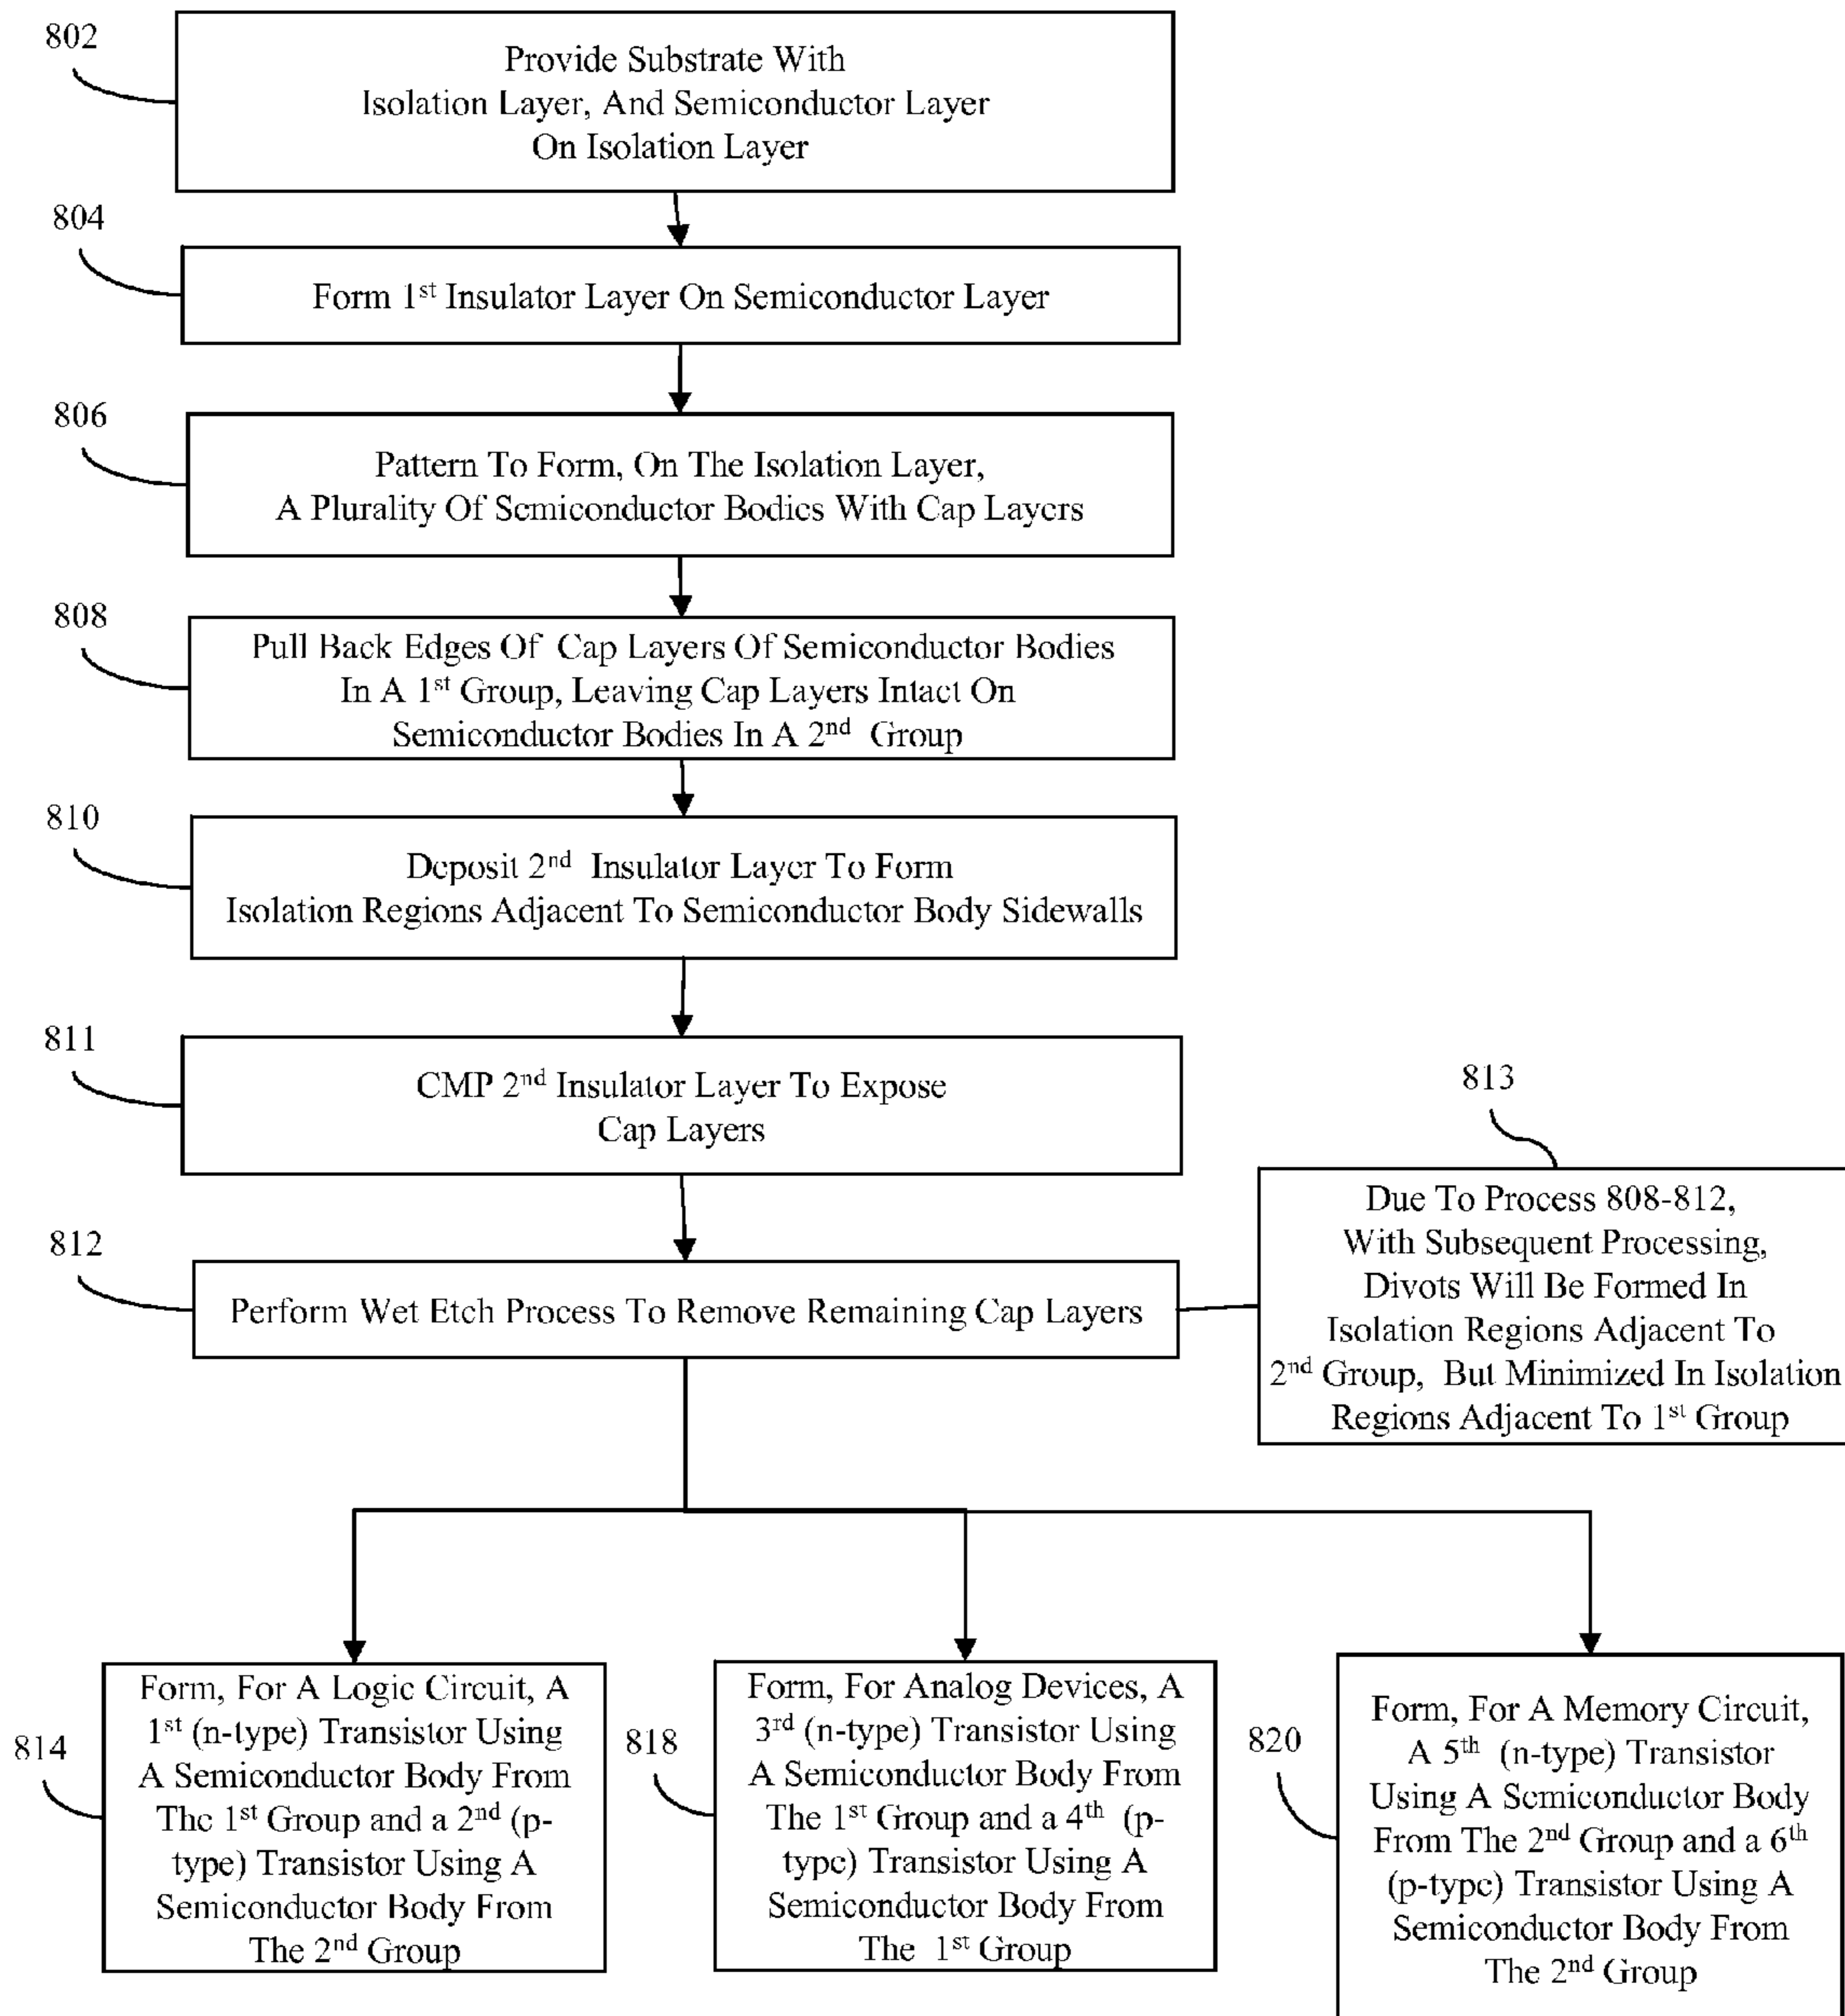 802
Provide Substrate With
Isolation Layer, And Semiconductor Layer
On Isolation Layer
804
Form 1st Insulator Layer On Semiconductor Layer
806
Pattern To Form, On The Isolation Layer,
A Plurality Of Semiconductor Bodies With Cap Layers
808
Pull Back Edges Of Cap Layers Of Semiconductor Bodies
In A 1st Group, Leaving Cap Layers Intact On
Semiconductor Bodies In A 2nd Group
810
Deposit 2nd Insulator Layer To Form
Isolation Regions Adjacent To Semiconductor Body Sidewalls
811
CMP 2nd Insulator Layer To Expose
Cap Layers
812
Perform Wet Etch Process To Remove Remaining Cap Layers
813
Due To Process 808-812,
With Subsequent Processing,
Divots Will Be Formed In
Isolation Regions Adjacent To
2nd Group, But Minimized In Isolation
Regions Adjacent To 1st Group
814
Form, For A Logic Circuit, A
1st (n-type) Transistor Using
A Semiconductor Body From
The 1st Group and a 2nd (p-
type) Transistor Using A
Semiconductor Body From
The 2nd Group
818
Form, For Analog Devices, A
3rd (n-type) Transistor Using
A Semiconductor Body From
The 1st Group and a 4th (p-
type) Transistor Using A
Semiconductor Body From
The 1st Group
820
Form, For A Memory Circuit,
A 5th (n-type) Transistor
Using A Semiconductor Body
From The 2nd Group and a 6th
(p-type) Transistor Using A
Semiconductor Body From
The 2nd Group